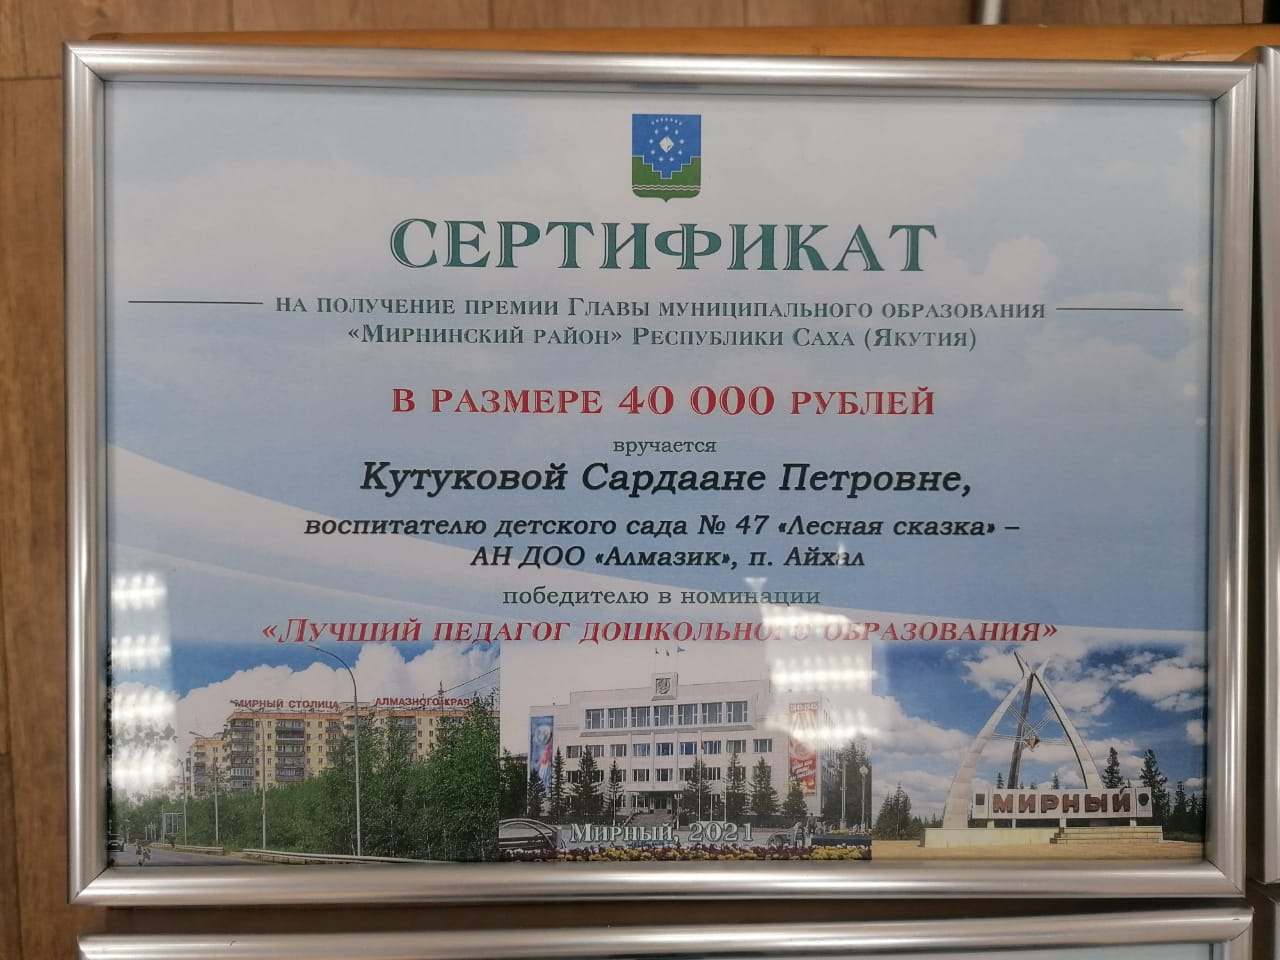 СЕРТИФИКАТ
НА ПОЛУЧЕНИЕ ПРЕМИИ ГЛАВЫ МУНИЦИПАЛЬНОГО ОБРАЗОВАНИЯ
«МИРНИНСКИЙ РАЙОН» РЕСПУБЛИКИ САХА (ЯКУТИЯ)
В РАЗМЕРЕ 40 000 РУБЛЕЙ
вручается
Кутуковой Сардаане Петровне,
воспитателю детского сада № 47 «Лесная сказка» –
АН ДОО «Алмазик», п. Айхал
победителю в номинации
«ЛУЧШИЙ ПЕДАГОГ ДОШКОЛЬНОГО ОБРАЗОВАНИЯ»
МИРНЫЙ СТОЛИЦА АЛМАЗНОГО КРАЯ
МИРНЫЙ
Мирный, 2021